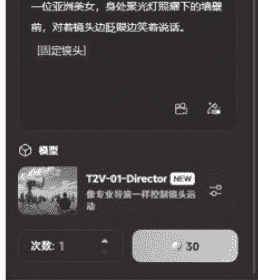 一位亚洲美女，身处聚光灯照耀下的墙壁
前，对着镜头边眨眼边笑着说话。
[固定镜头]
模型
T2V-01-Director NEW
像专业导演一样控制镜头运
动
次数: 1
30